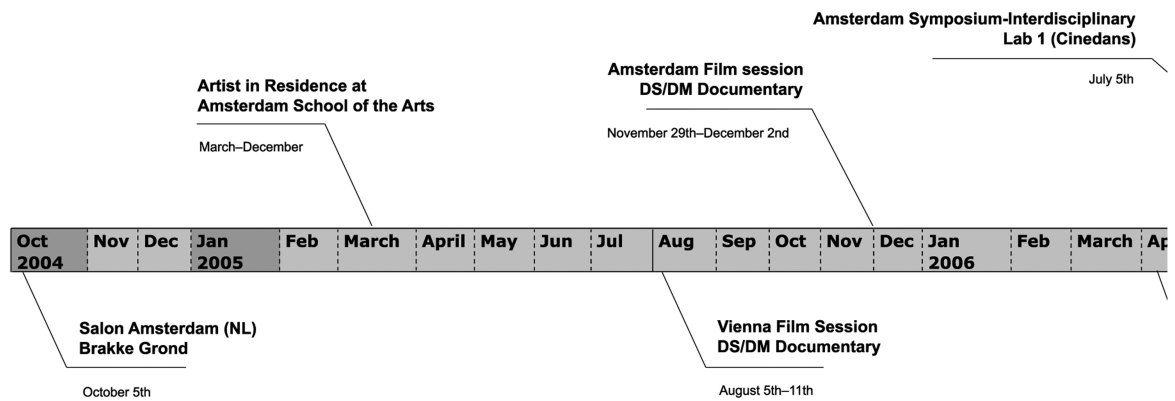 Amsterdam Symposium-Interdisciplinary
Lab 1 (Cinedans)
July 5th
Amsterdam Film session
DS/DM Documentary
November 29th–December 2nd
Artist in Residence at
Amsterdam School of the Arts
March–December
Oct 2004
Nov
Dec
Jan 2005
Feb
March
April
May
Jun
Jul
Aug
Sep
Oct
Nov
Dec
Jan 2006
Feb
March
Salon Amsterdam (NL)
Brakke Grond
October 5th
Vienna Film Session
DS/DM Documentary
August 5th–11th